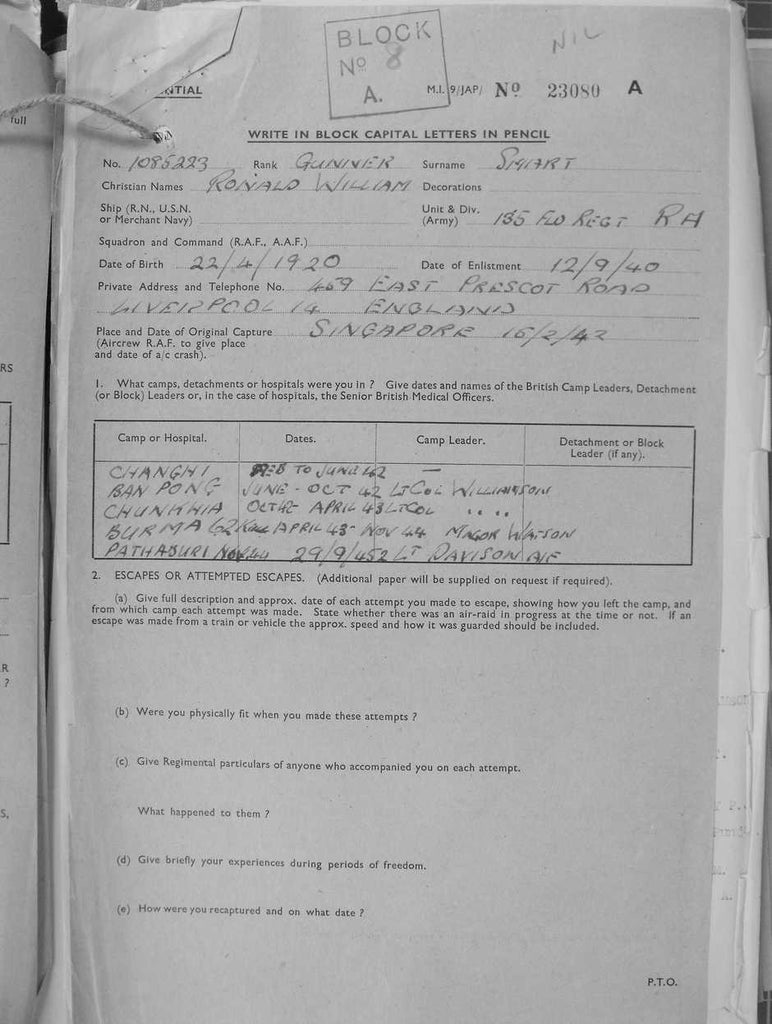 BLOCK
Nº 8
A.
NIL
NTIAL
M.I. 9/JAP/ Nº 23080 A
full
WRITE IN BLOCK CAPITAL LETTERS IN PENCIL
No. 1085223 Rank GUNNER Surname SMART
Christian Names RONALD WILLIAM Decorations
Ship (R.N., U.S.N. or Merchant Navy) Unit & Div. (Army) 135 FLD REGT RA
Squadron and Command (R.A.F., A.A.F.)
Date of Birth 22/4/1920 Date of Enlistment 12/9/40
Private Address and Telephone No. 469 EAST PRESCOT ROAD
LIVERPOOL 14 ENGLAND
Place and Date of Original Capture SINGAPORE 15/2/42
(Aircrew R.A.F. to give place
and date of a/c crash).
1. What camps, detachments or hospitals were you in ? Give dates and names of the British Camp Leaders, Detachment
(or Block) Leaders or, in the case of hospitals, the Senior British Medical Officers.
RS
Camp or Hospital. Dates. Camp Leader. Detachment or Block
Leader (if any).
CHANGHI FEB TO JUNE 42 —
BAN PONG JUNE - OCT 42 LT COL WILLIAMSON
CHUNKHIA OCT 42- APRIL 43 LT COL " "
BURMA 62 KILO APRIL 43- NOV 44 MAJOR WATSON
PATHABURI NOV 44 29/9/45 2 LT DAVISON AIF
2. ESCAPES OR ATTEMPTED ESCAPES. (Additional paper will be supplied on request if required).
(a) Give full description and approx. date of each attempt you made to escape, showing how you left the camp, and
from which camp each attempt was made. State whether there was an air-raid in progress at the time or not. If an
escape was made from a train or vehicle the approx. speed and how it was guarded should be included.
R
?
(b) Were you physically fit when you made these attempts ?
(c) Give Regimental particulars of anyone who accompanied you on each attempt.
What happened to them ?
S,
(d) Give briefly your experiences during periods of freedom.
(e) How were you recaptured and on what date ?
P.T.O.